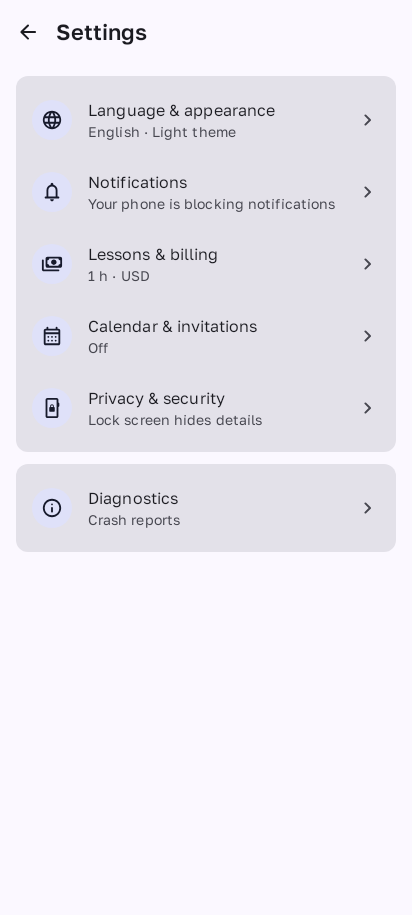 Settings
Language & appearance
English · Light theme
Notifications
Your phone is blocking notifications
Lessons & billing
1 h · USD
Calendar & invitations
Off
Privacy & security
Lock screen hides details
Diagnostics
Crash reports